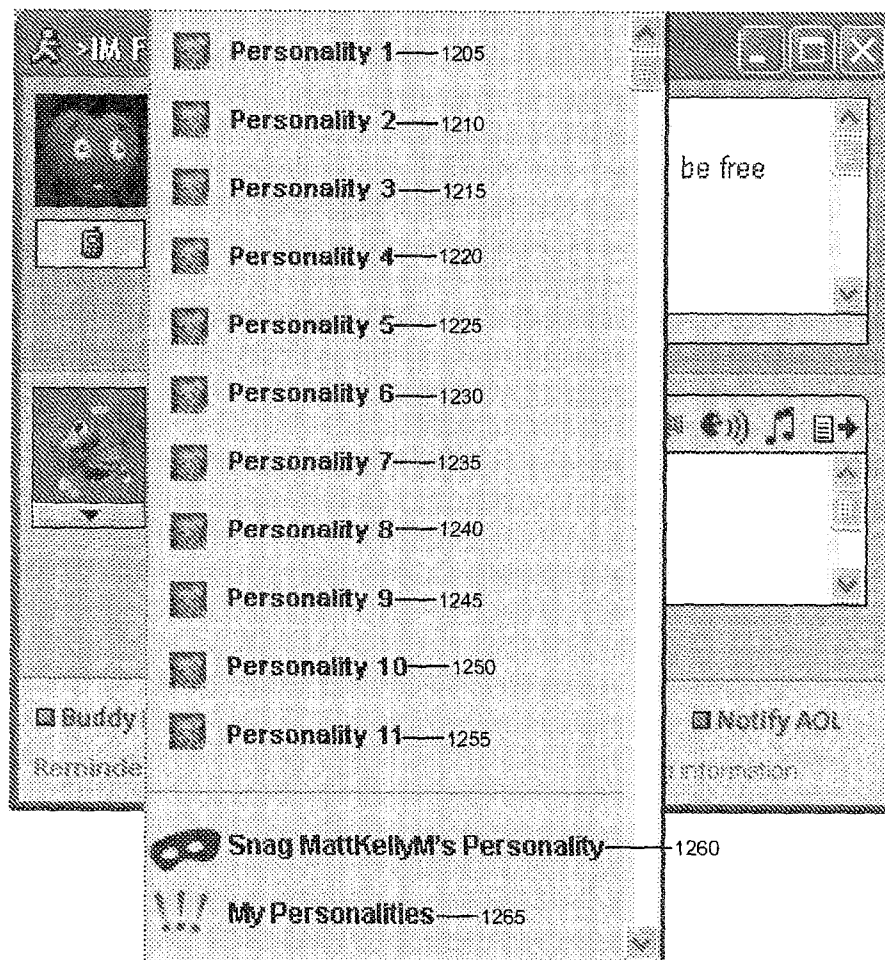 >IM F
Personality 1 1205
Personality 2 1210
be free
Personality 3 1215
Personality 4 1220
Personality 5 1225
Personality 6 1230
Personality 7 1235
Personality 8 1240
Personality 9 1245
Personality 10 1250
Buddy Notify AOL
Personality 11 1255
Reminde information
Snag MattKellyM's Personality 1260
My Personalities 1265